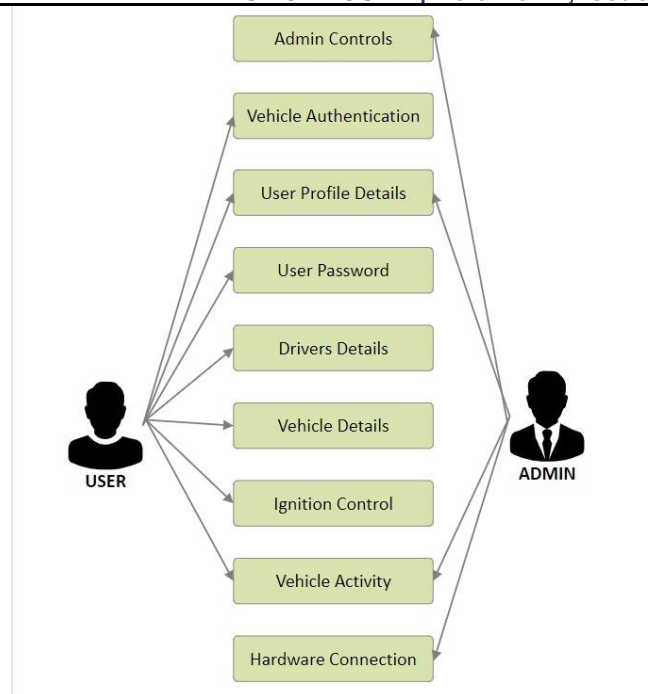 Admin Controls
Vehicle Authentication
User Profile Details
User Password
Drivers Details
Vehicle Details
Ignition Control
Vehicle Activity
Hardware Connection
USER
ADMIN